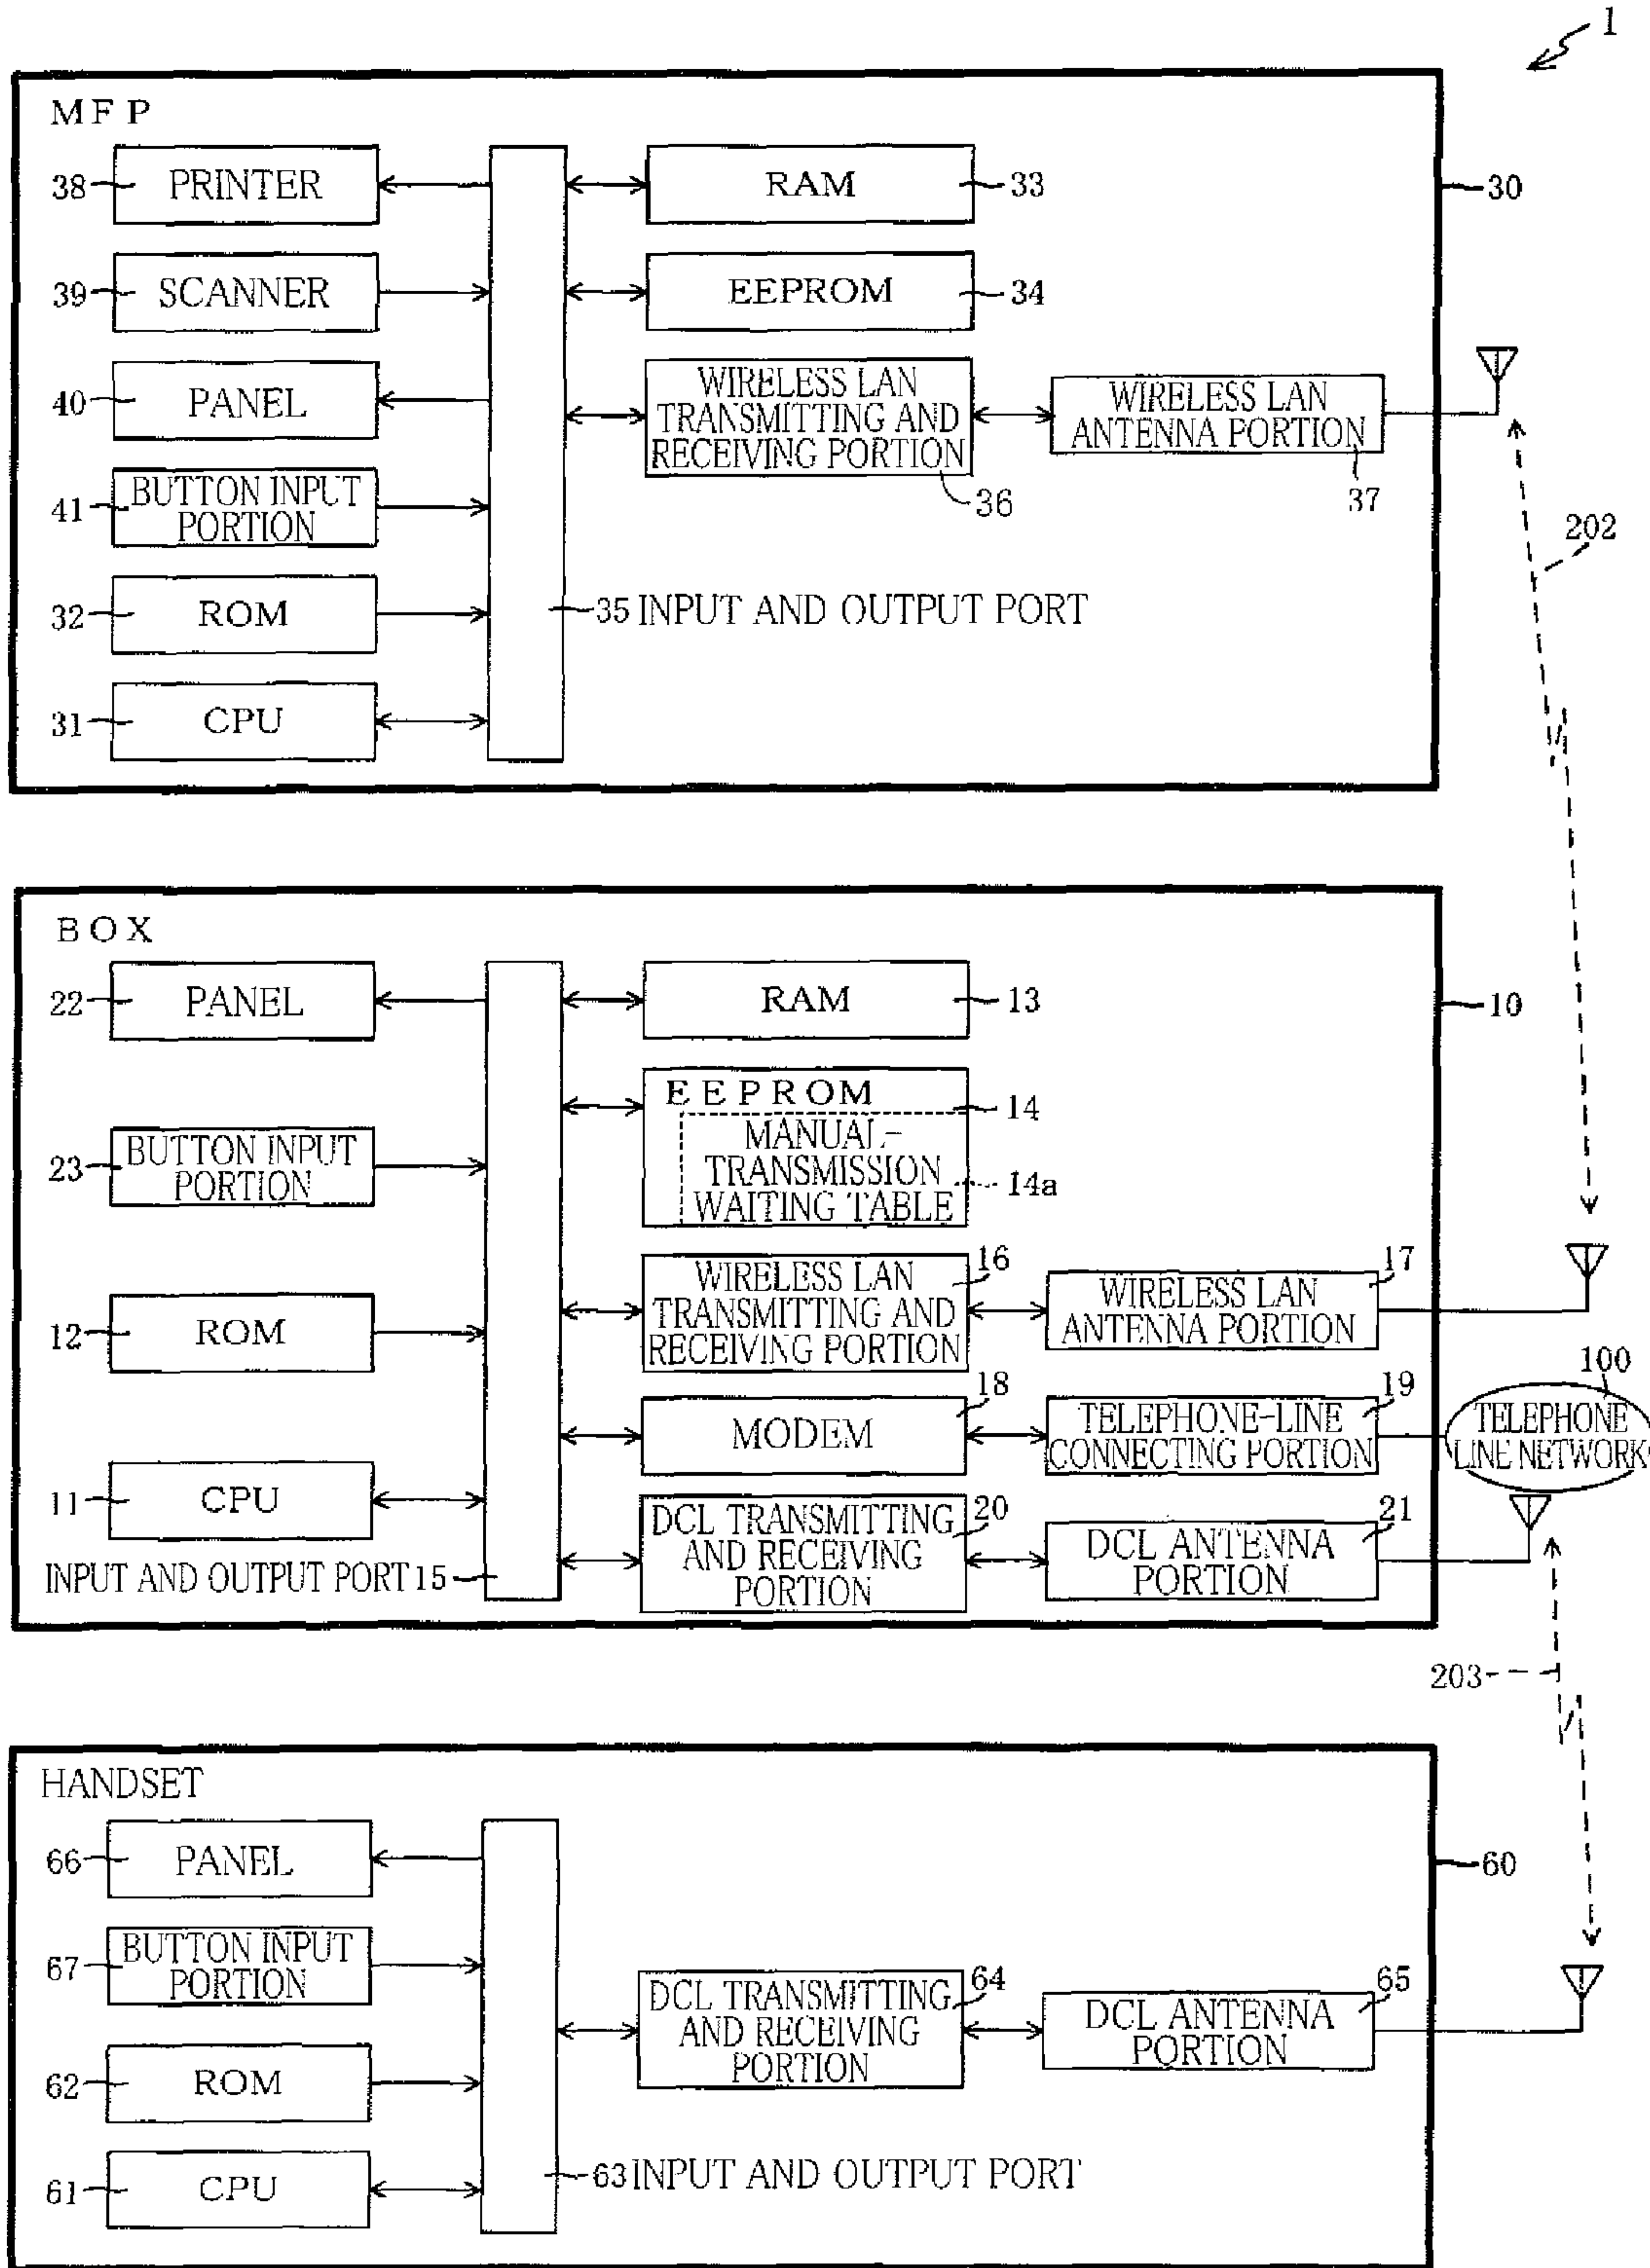 1
MFP
38 PRINTER
RAM 33
30
39 SCANNER
EEPROM 34
40 PANEL
WIRELESS LAN
TRANSMITTING AND
RECEIVING PORTION
36
WIRELESS LAN
ANTENNA PORTION
37
41 BUTTON INPUT
PORTION
202
32 ROM
35 INPUT AND OUTPUT PORT
31 CPU
BOX
22 PANEL
RAM 13
10
EEPROM 14
MANUAL-
TRANSMISSION
WAITING TABLE
14a
23 BUTTON INPUT
PORTION
WIRELESS LAN
TRANSMITTING AND
RECEIVING PORTION
16
WIRELESS LAN
ANTENNA PORTION
17
12 ROM
MODEM 18
TELEPHONE-LINE
CONNECTING PORTION
19
100
TELEPHONE
LINE NETWORK
11 CPU
DCL TRANSMITTING
AND RECEIVING
PORTION
20
DCL ANTENNA
PORTION
21
INPUT AND OUTPUT PORT 15
203
HANDSET
66 PANEL
60
67 BUTTON INPUT
PORTION
DCL TRANSMITTING
AND RECEIVING
PORTION
64
DCL ANTENNA
PORTION
65
62 ROM
63 INPUT AND OUTPUT PORT
61 CPU